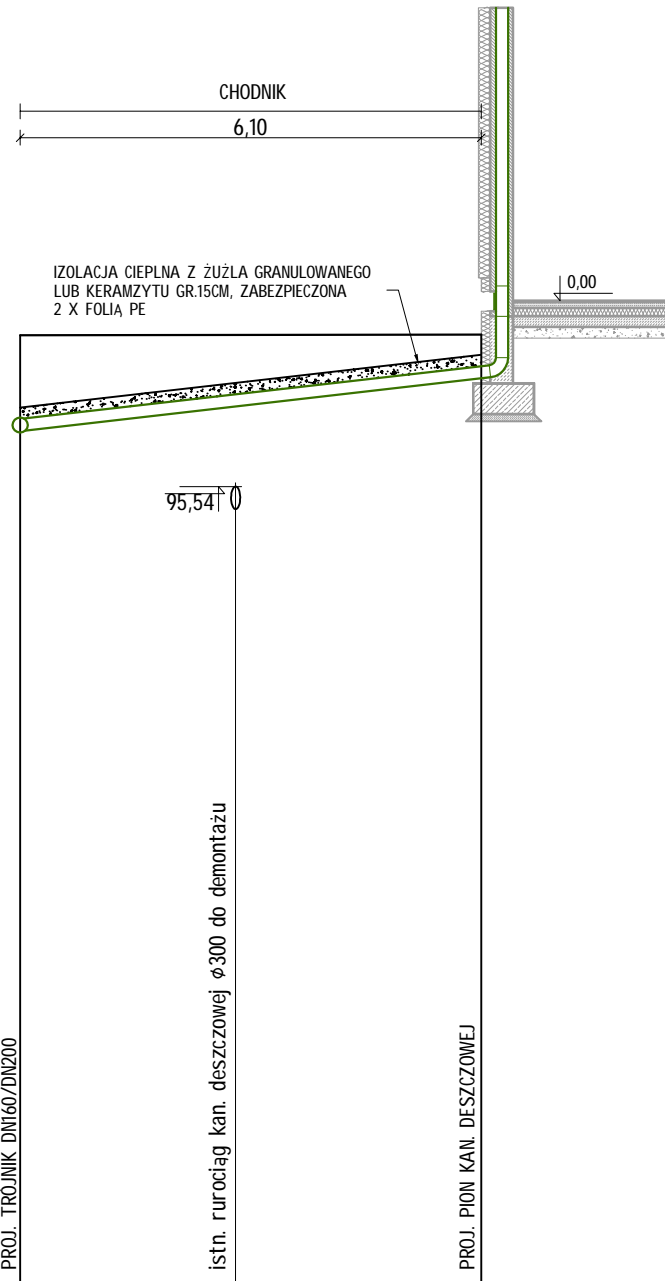 CHODNIK
6,10
IZOLACJA CIEPLNA Z ŻUŻLA GRANULOWANEGO
LUB KERAMZYTU GR.15CM, ZABEZPIECZONA
2 X FOLIĄ PE
0,00
95,54
PROJ. TRÓJNIK DN160/DN200
istn. rurociąg kan. deszczowej ϕ300 do demontażu
PROJ. PION KAN. DESZCZOWEJ